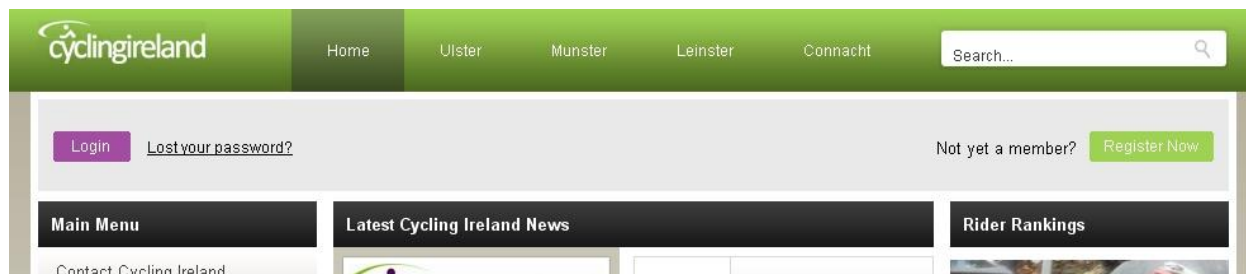 cyclingireland
Home Ulster Munster Leinster Connacht Search...
Login Lost your password? Not yet a member? Register Now
Main Menu Latest Cycling Ireland News Rider Rankings
Contact Cycling Ireland